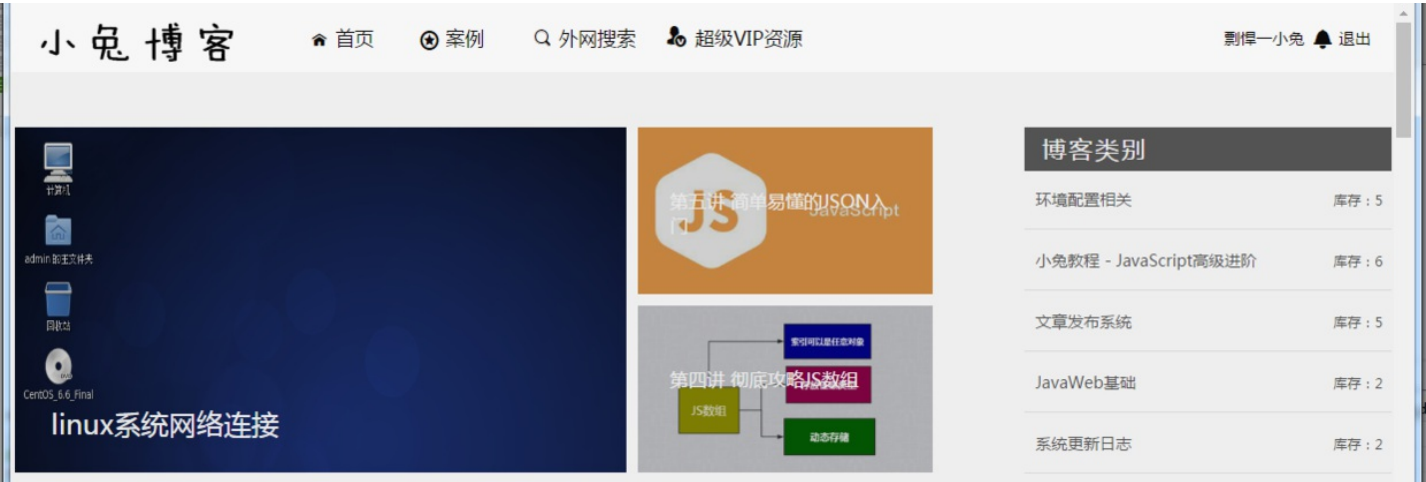 小兔博客
首页
案例
外网搜索
超级VIP资源
剽悍一小兔
退出
计算机
admin 的主文件夹
回收站
CentOS_6.6_Final
linux系统网络连接
JS
JavaScript
第五讲 简单易懂的JSON入
门
索引可以是任意对象
第四讲 彻底攻略JS数组
JS数组
动态存储
博客类别
环境配置相关 库存：5
小兔教程 - JavaScript高级进阶 库存：6
文章发布系统 库存：5
JavaWeb基础 库存：2
系统更新日志 库存：2